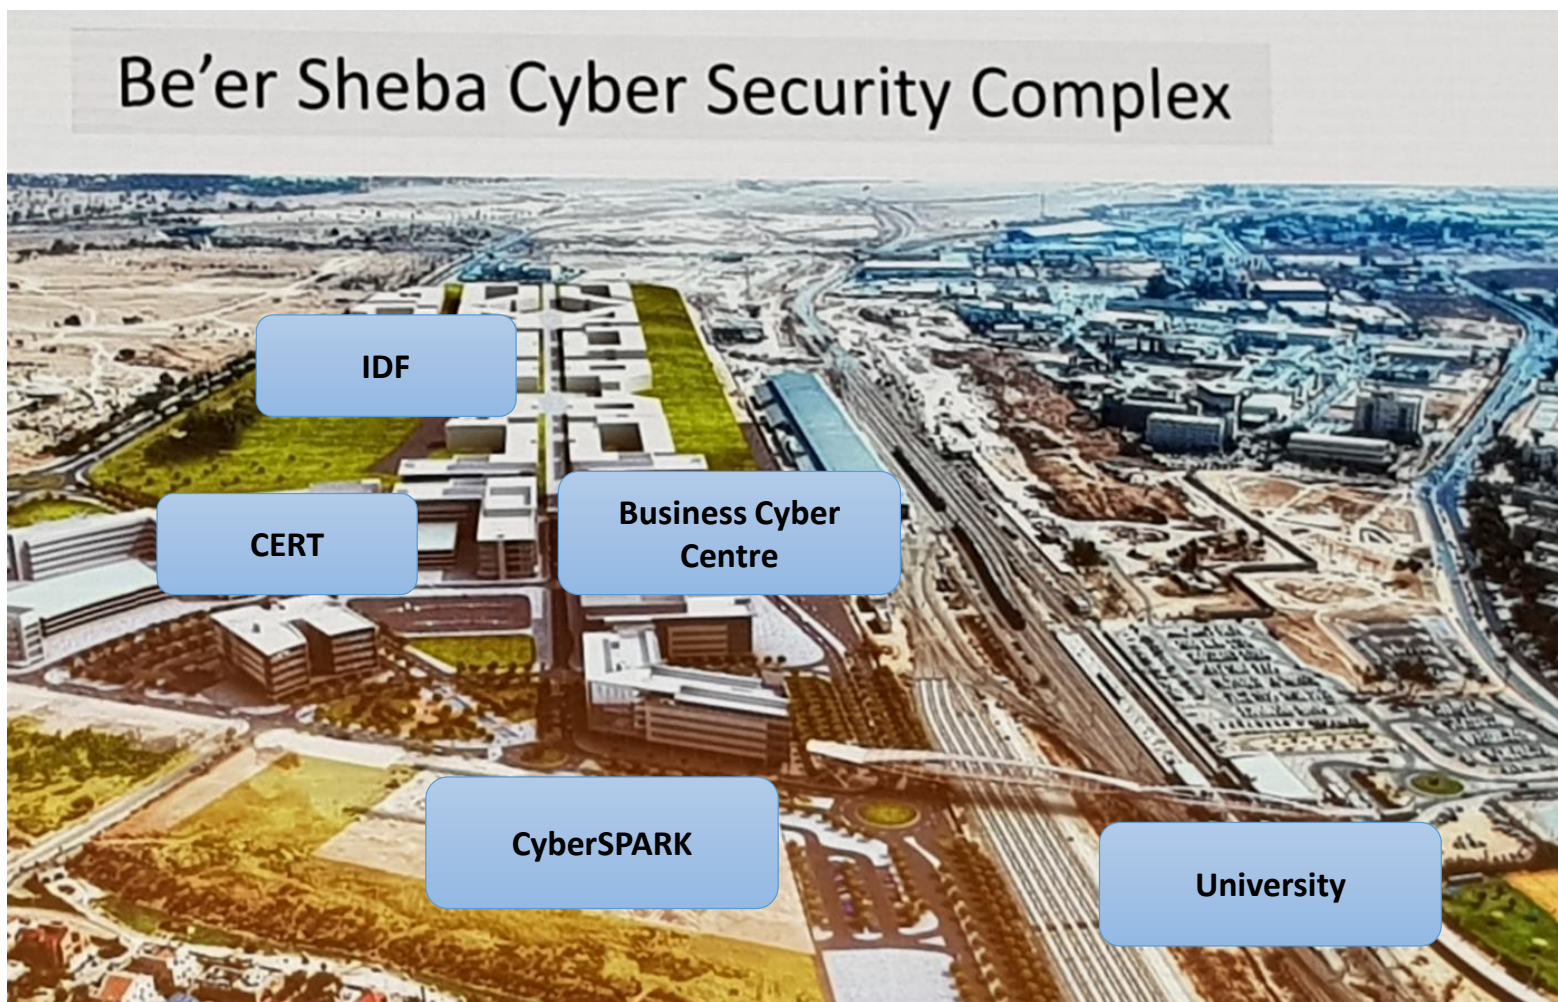 Be’er Sheba Cyber Security Complex
IDF
CERT
Business Cyber
Centre
CyberSPARK
University